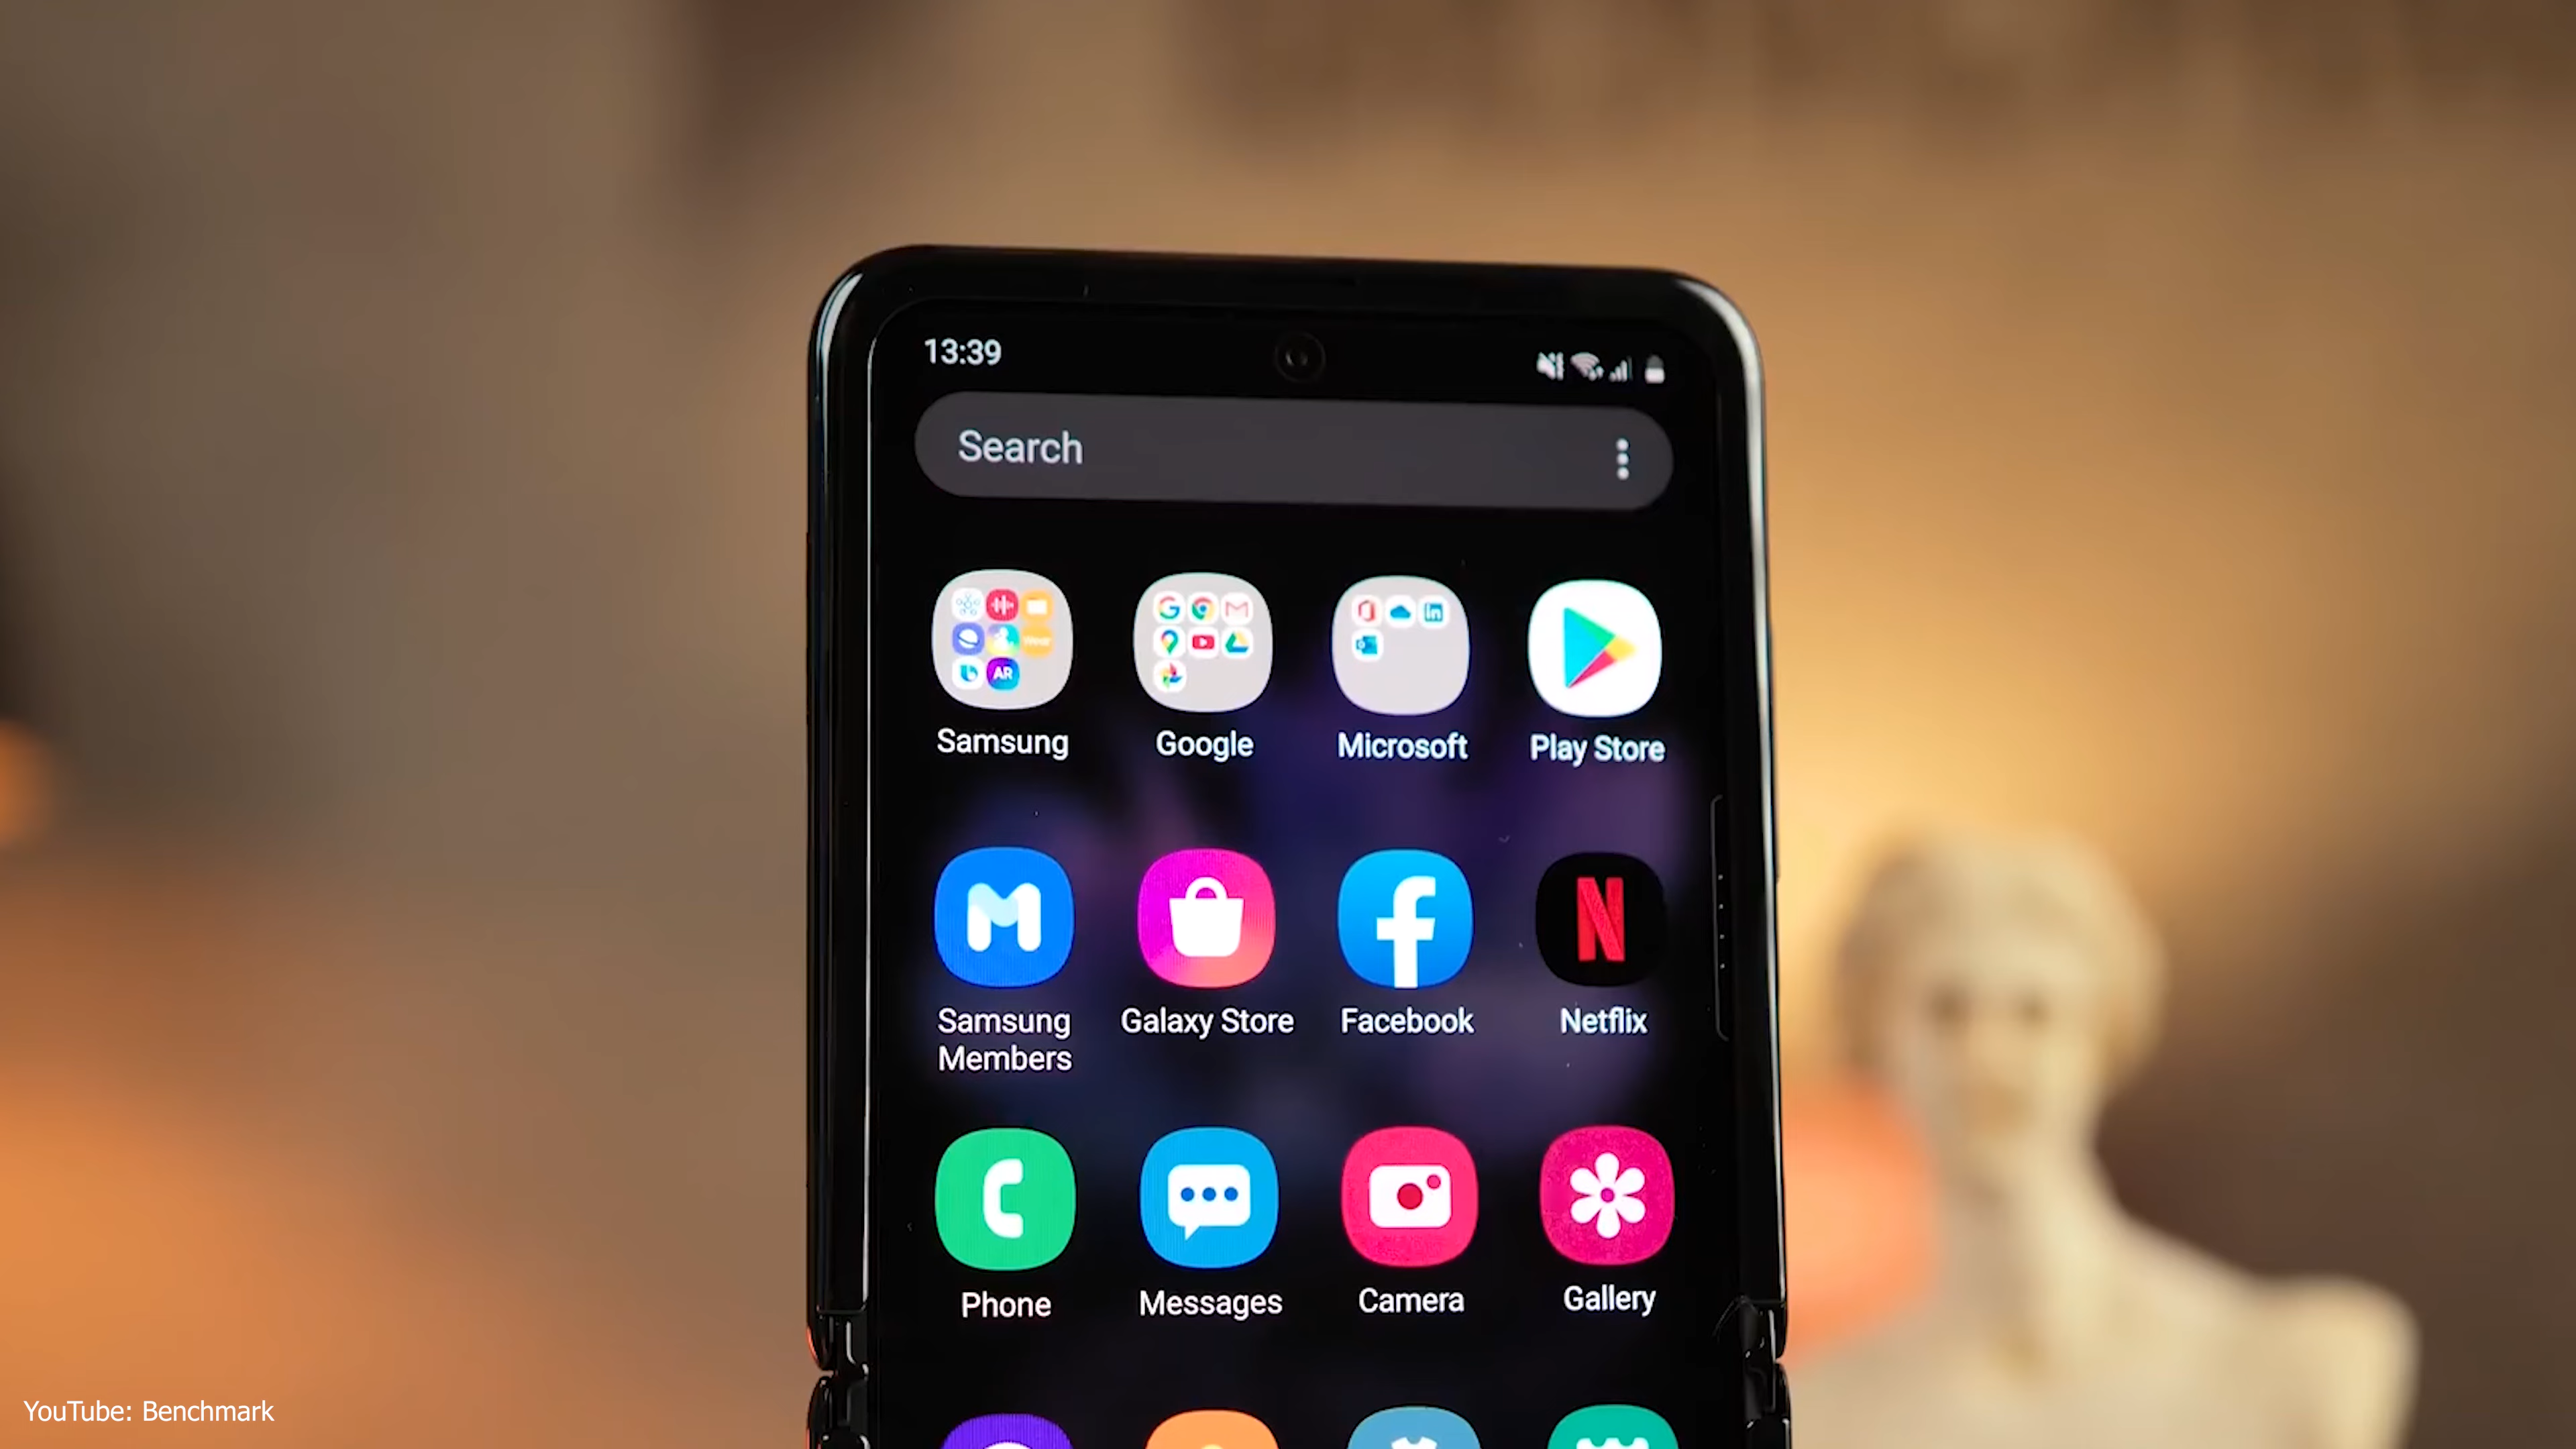 13:39
Search
AR
Samsung
Google
Microsoft
Play Store
Samsung
Members
Galaxy Store
Facebook
Netflix
Phone
Messages
Camera
Gallery
YouTube: Benchmark